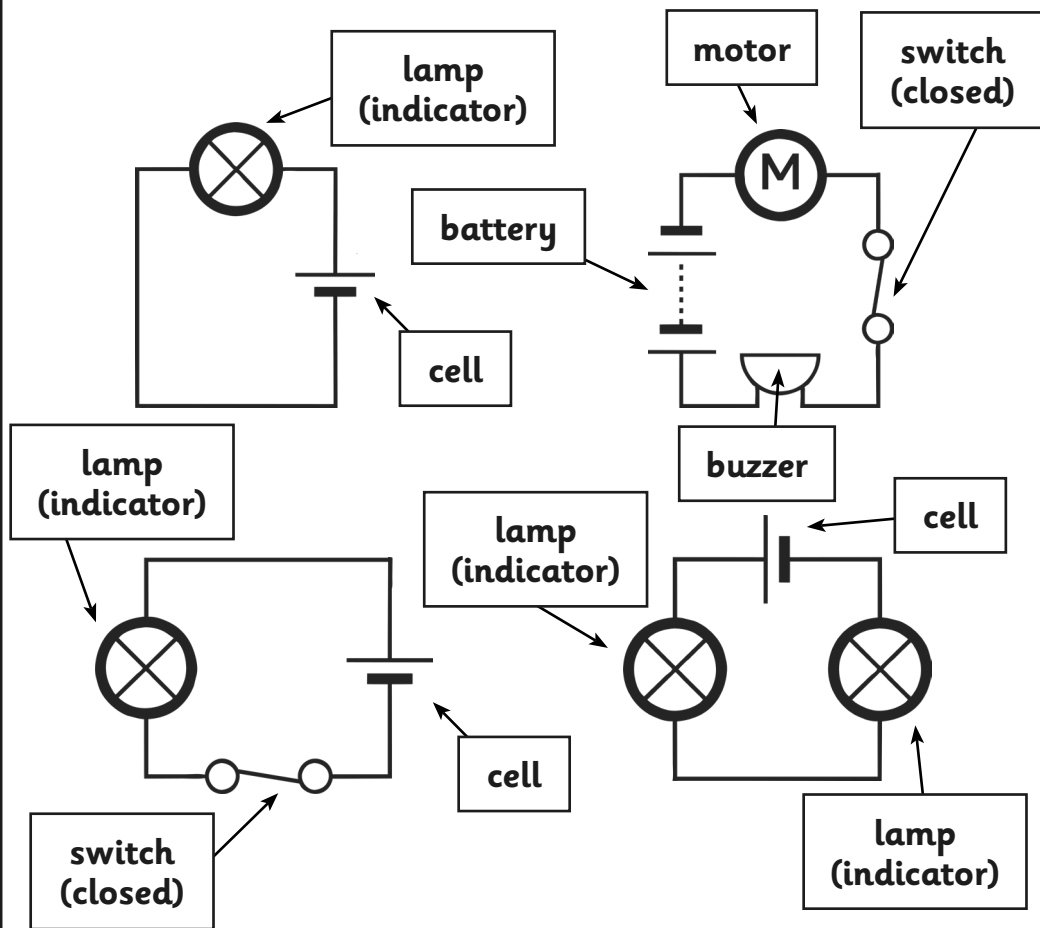 lamp
(indicator)
motor
switch
(closed)
M
battery
cell
buzzer
lamp
(indicator)
lamp
(indicator)
cell
cell
switch
(closed)
lamp
(indicator)